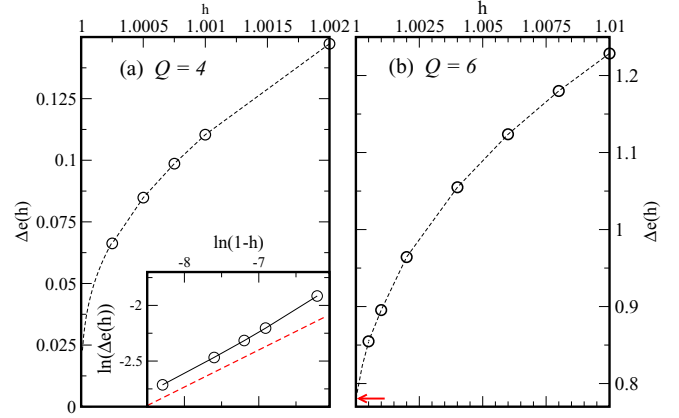 h h
1 1.0005 1.001 1.0015 1.002 1 1.0025 1.005 1.0075 1.01
(a) Q = 4 (b) Q = 6
0.125
0.1
0.075
0.05
0.025
0
Δe(h)
ln(1-h)
-8 -7
-2
-2.5
ln(Δe(h))
1.2
1.1
1
0.9
0.8
Δe(h)